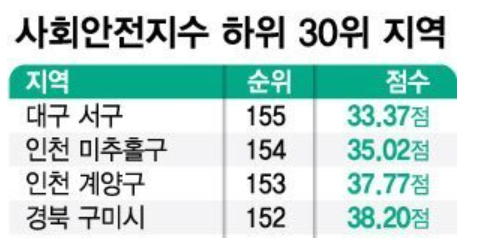 사회안전지수 하위 30위 지역
지역 순위 점수
대구 서구 155 33.37점
인천 미추홀구 154 35.02점
인천 계양구 153 37.77점
경북 구미시 152 38.20점